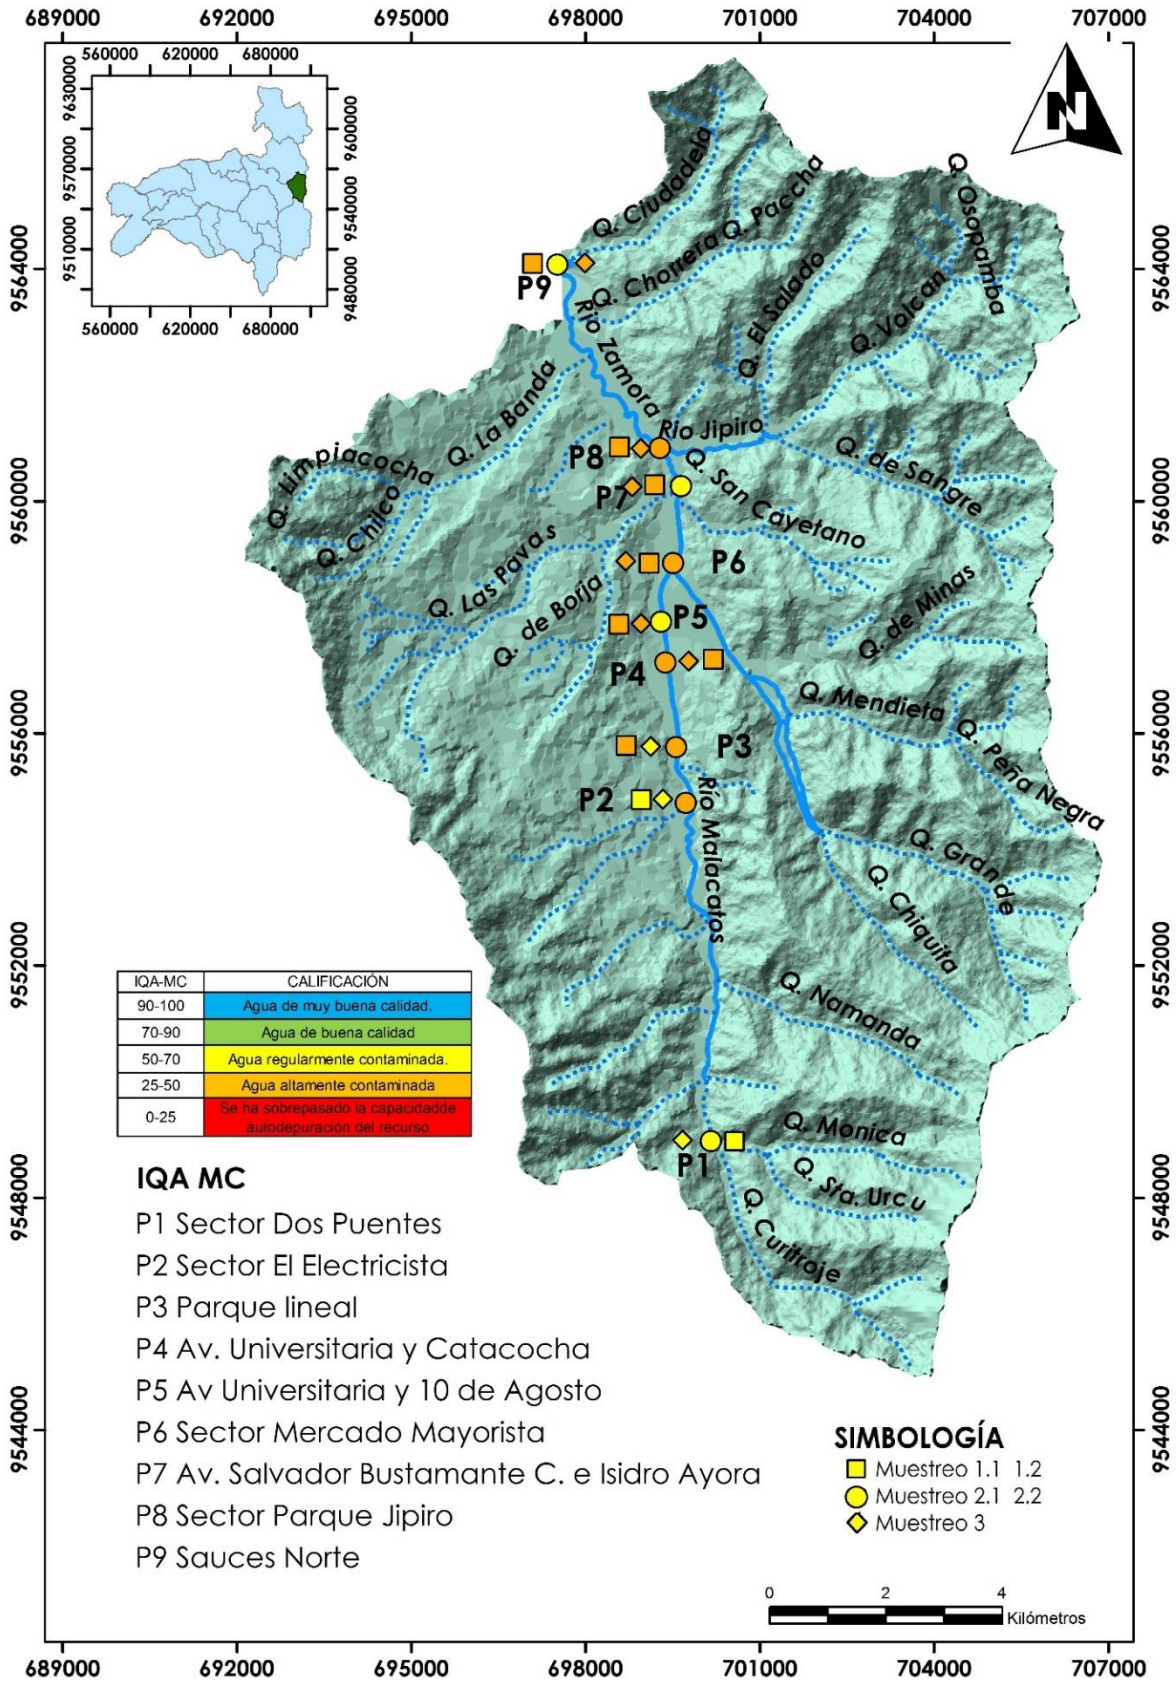 689000 692000 695000 698000 701000 704000 707000
560000 620000 680000
9630000
9570000
9510000
9600000
9540000
9480000
560000 620000 680000
N
9564000
9560000
9556000
9552000
9548000
9544000
9564000
9560000
9556000
9552000
9548000
9544000
Q. Ciudadela
Q. Paccha
Q. Chorrera
Q. Osopamba
Q. El Salado
Q. Volcan
P9
Río Zamora
Q. La Banda
Río Jipiro
P8
Q. Limpiacocha
Q. Chilco
Q. de Sangre
Q. San Cayetano
P7
Q. Las Pavas
P6
Q. de Borja
Q. de Minas
P5
P4
Q. Mendieta
P3
Q. Peña Negra
P2
Río Malacatos
Q. Grande
Q. Chiquita
Q. Namanda
Q. Monica
P1
Q. Sta. Urcu
Q. Curitroje
IQA-MC CALIFICACIÓN
90-100 Agua de muy buena calidad.
70-90 Agua de buena calidad
50-70 Agua regularmente contaminada.
25-50 Agua altamente contaminada
0-25 Se ha sobrepasado la capacidadde
autodepuración del recurso
IQA MC
P1 Sector Dos Puentes
P2 Sector El Electricista
P3 Parque lineal
P4 Av. Universitaria y Catacocha
P5 Av Universitaria y 10 de Agosto
P6 Sector Mercado Mayorista
P7 Av. Salvador Bustamante C. e Isidro Ayora
P8 Sector Parque Jipiro
P9 Sauces Norte
SIMBOLOGÍA
Muestreo 1.1 1.2
Muestreo 2.1 2.2
Muestreo 3
0 2 4
Kilómetros
689000 692000 695000 698000 701000 704000 707000